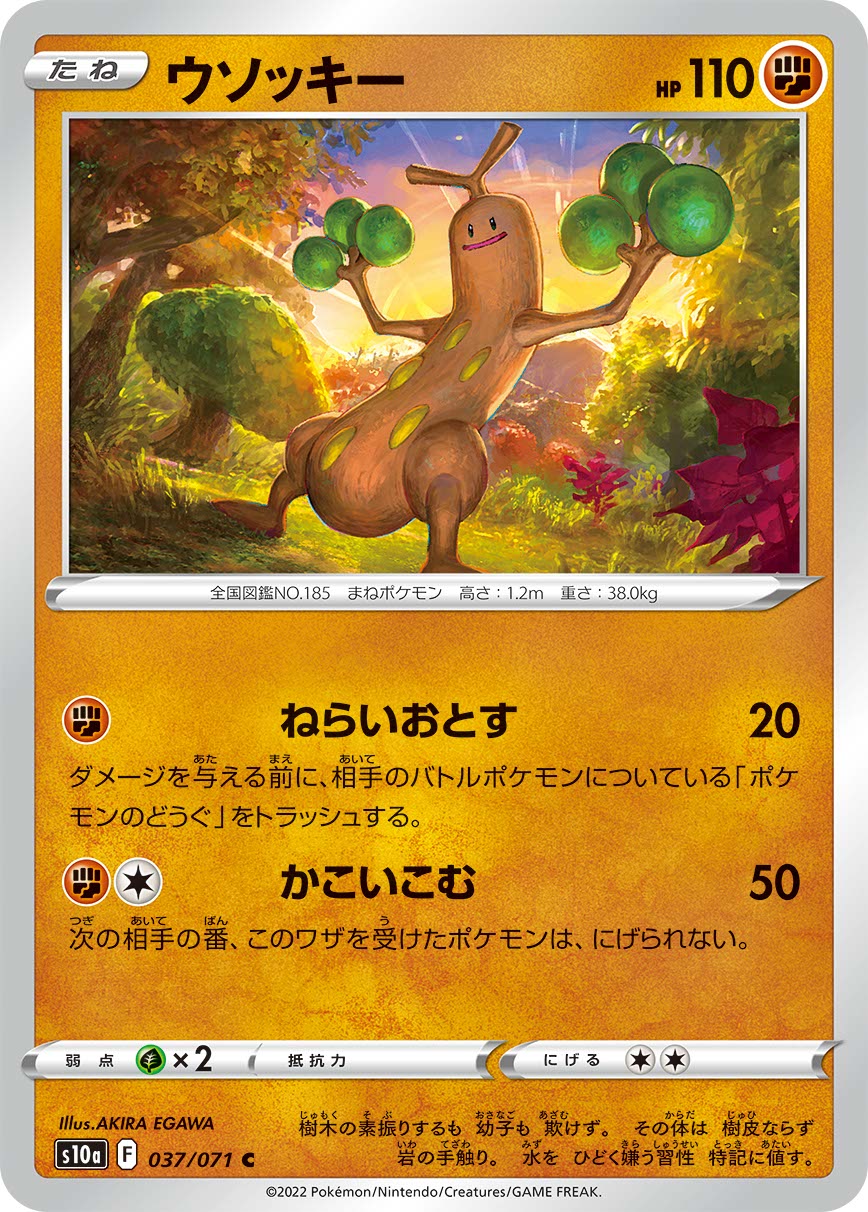 たね ウソッキー HP 110
全国図鑑NO.185 まねポケモン 高さ:1.2m 重さ:38.0kg
ねらいおとす 20
ダメージを与える前に、相手のバトルポケモンについている「ポケ
モンのどうぐ」をトラッシュする。
かこいこむ 50
次の相手の番、このワザを受けたポケモンは、にげられない。
弱点 ×2 抵抗力 にげる
Illus.AKIRA EGAWA
樹木の素振りするも 幼子も 欺けず。 その体は 樹皮ならず
岩の手触り。 水を ひどく嫌う習性 特記に値す。
s10a F 037/071 C
©2022 Pokémon/Nintendo/Creatures/GAME FREAK.